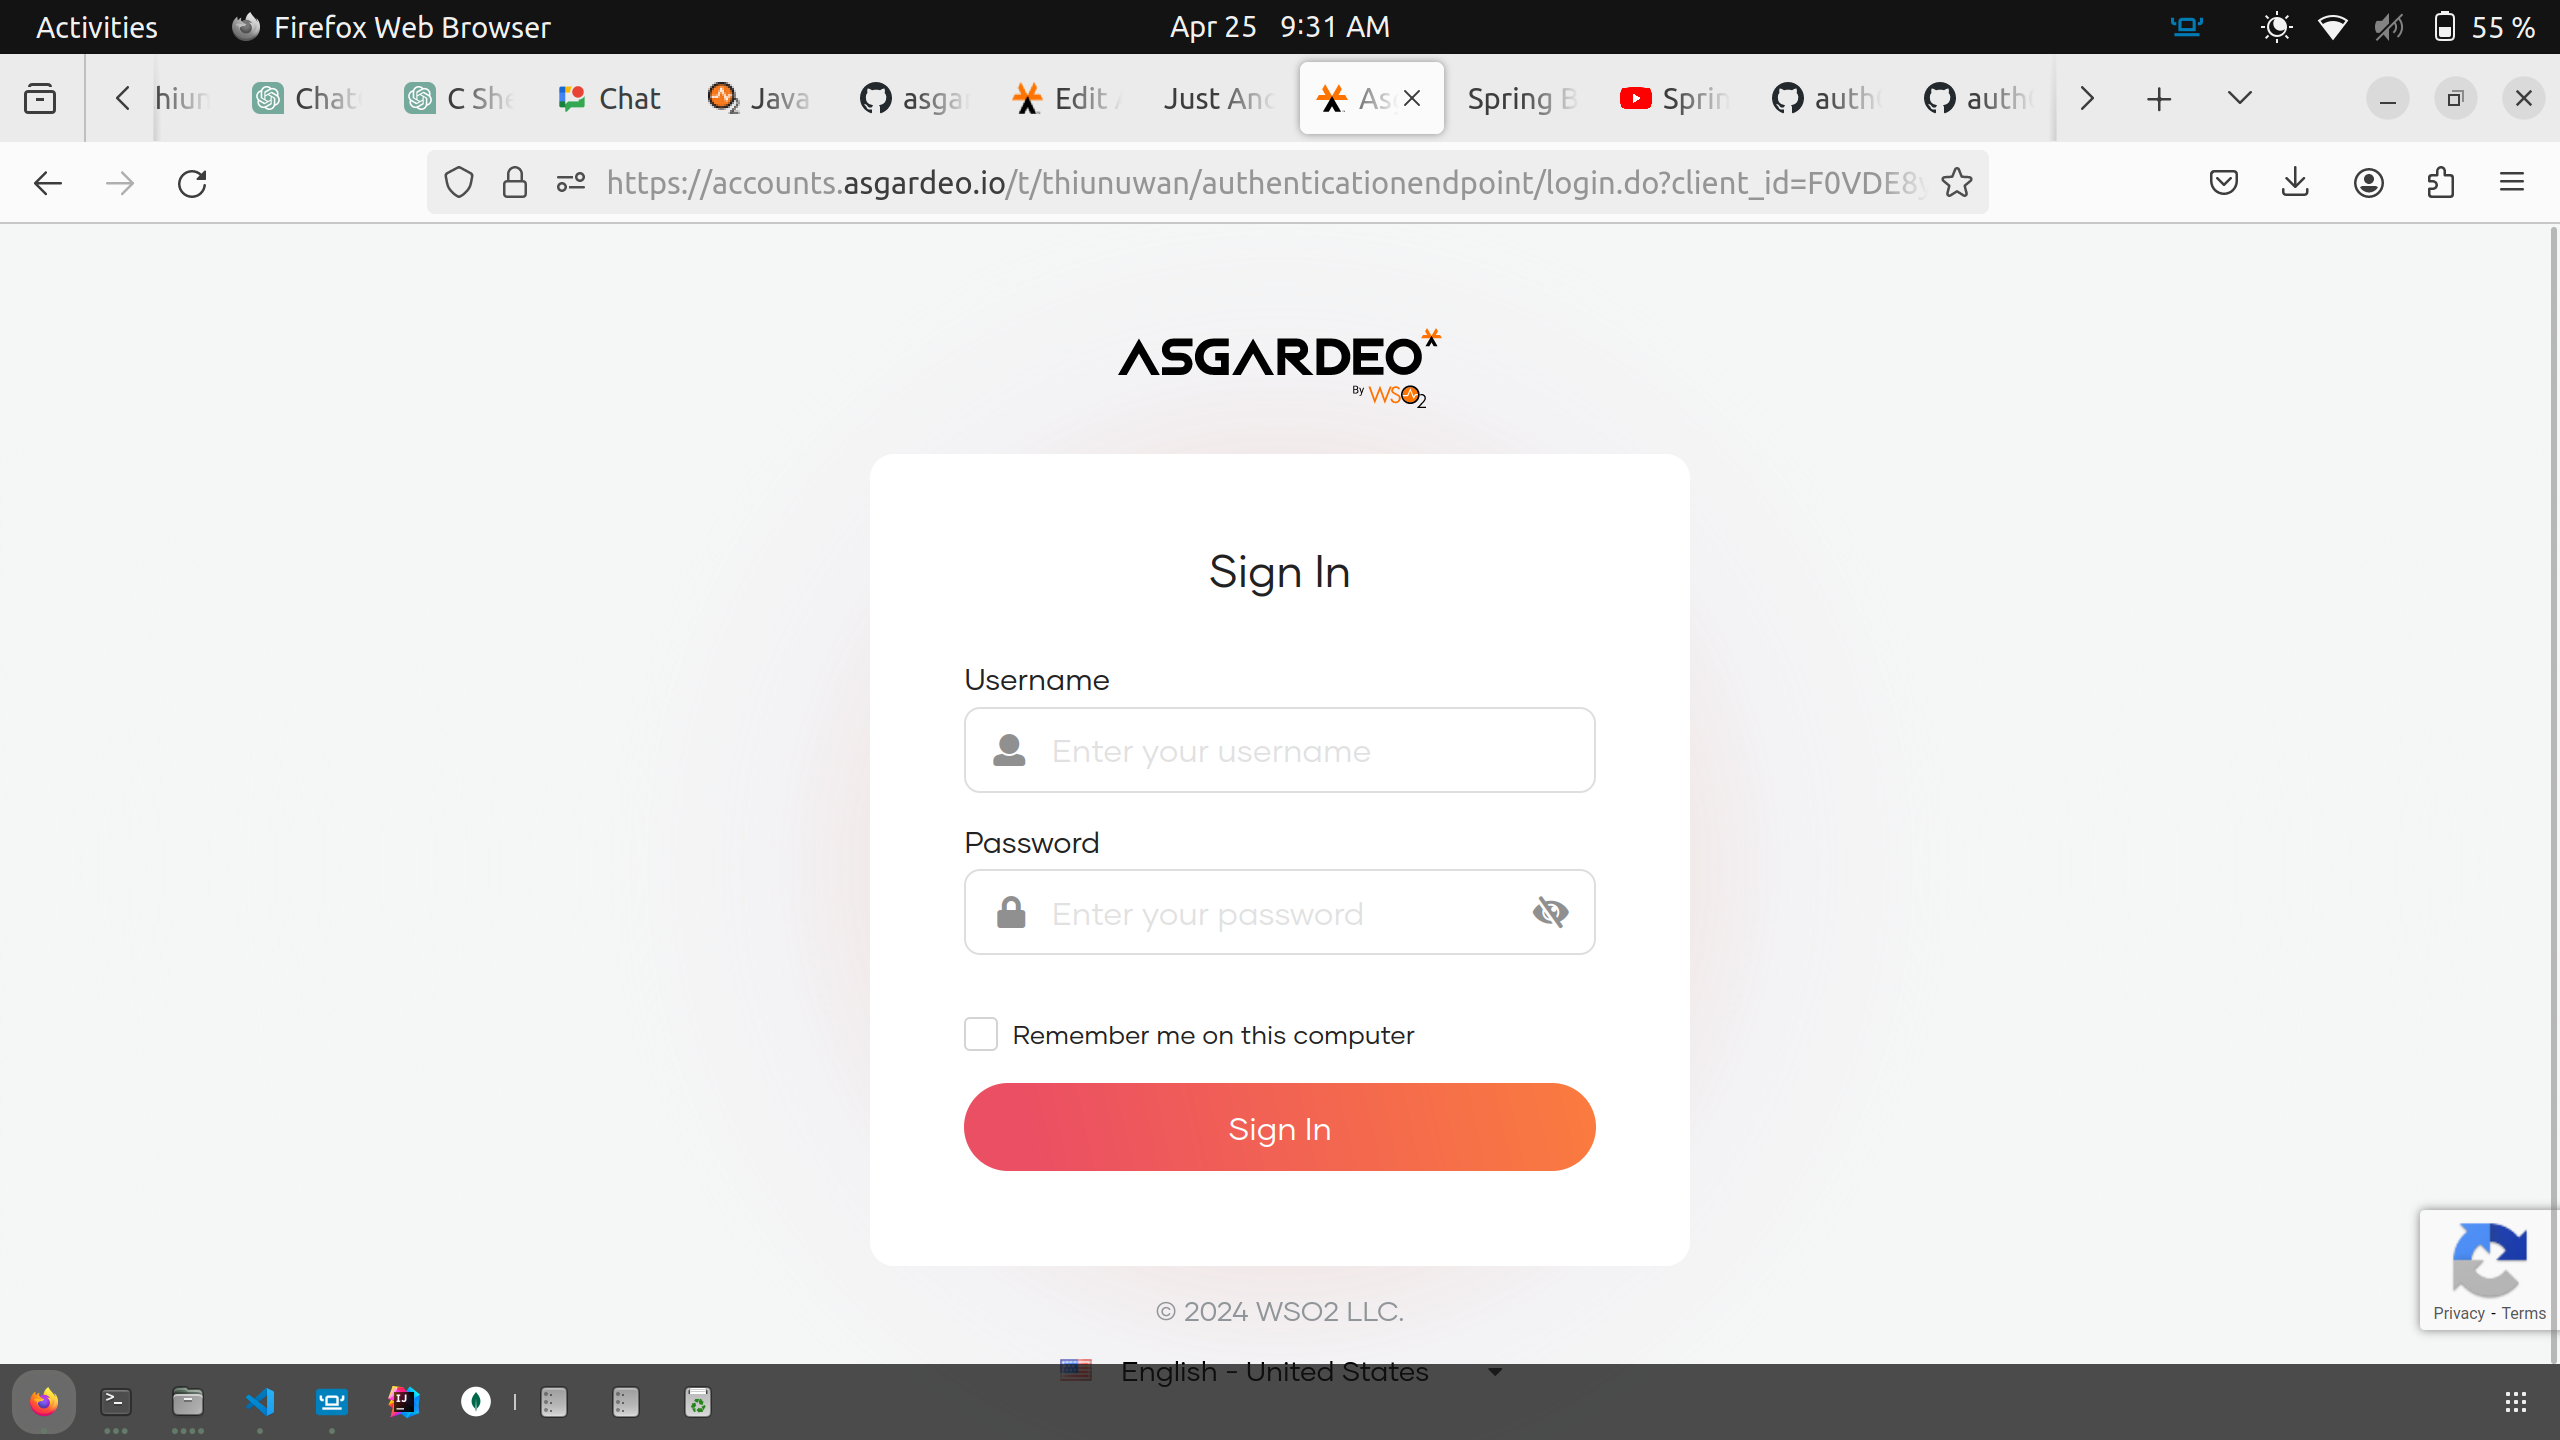 Activities Firefox Web Browser Apr 25 9:31 AM 55 %
hiun Chat C She Chat Java asgar Edit Just And As Spring B Sprin auth auth
https://accounts.asgardeo.io/t/thiunuwan/authenticationendpoint/login.do?client_id=F0VDE8y
ASGARDEO
By WSO2
Sign In
Username
Enter your username
Password
Enter your password
Remember me on this computer
Sign In
© 2024 WSO2 LLC.
Privacy - Terms
English - United States